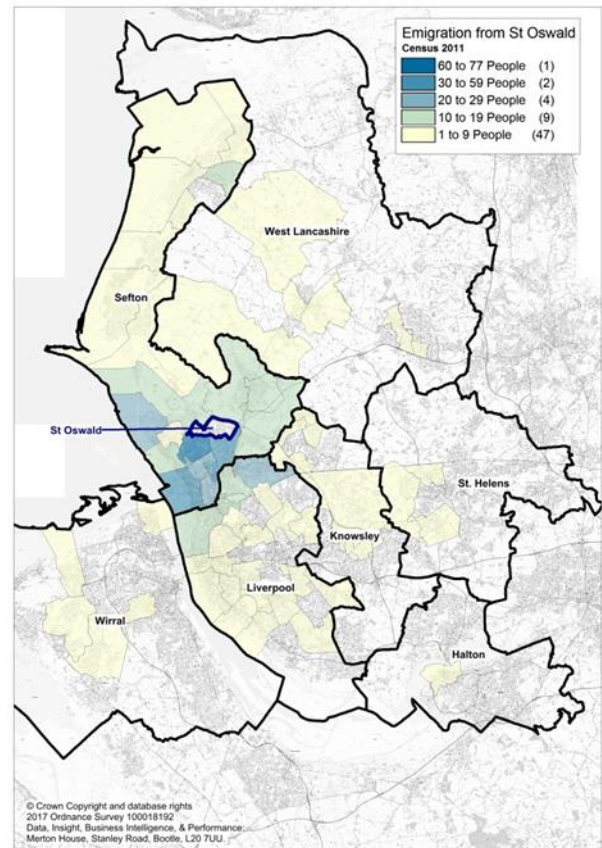 Emigration from St Oswald
Census 2011
60 to 77 People (1)
30 to 59 People (2)
20 to 29 People (4)
10 to 19 People (9)
1 to 9 People (47)
West Lancashire
Sefton
St Oswald
St. Helens
Knowsley
Liverpool
Wirral
Halton
© Crown Copyright and database rights
2017 Ordnance Survey 100018192
Data, Insight, Business Intelligence, & Performance:
Merton House, Stanley Road, Bootle, L20 7UU.